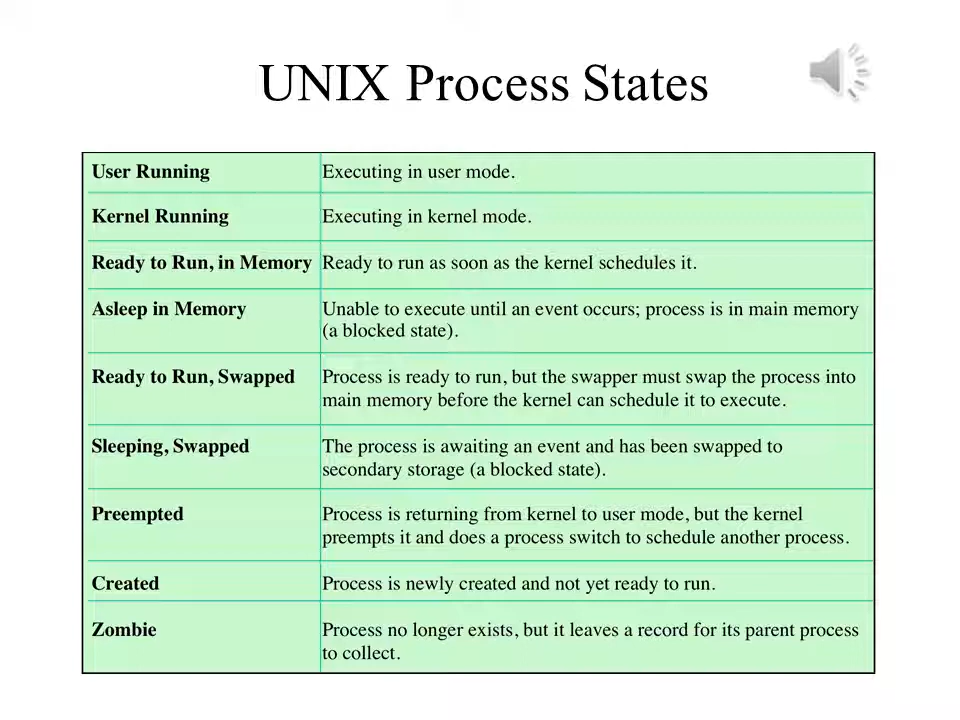 UNIX Process States
User Running Executing in user mode.
Kernel Running Executing in kernel mode.
Ready to Run, in Memory Ready to run as soon as the kernel schedules it.
Asleep in Memory Unable to execute until an event occurs; process is in main memory
(a blocked state).
Ready to Run, Swapped Process is ready to run, but the swapper must swap the process into
main memory before the kernel can schedule it to execute.
Sleeping, Swapped The process is awaiting an event and has been swapped to
secondary storage (a blocked state).
Preempted Process is returning from kernel to user mode, but the kernel
preempts it and does a process switch to schedule another process.
Created Process is newly created and not yet ready to run.
Zombie Process no longer exists, but it leaves a record for its parent process
to collect.